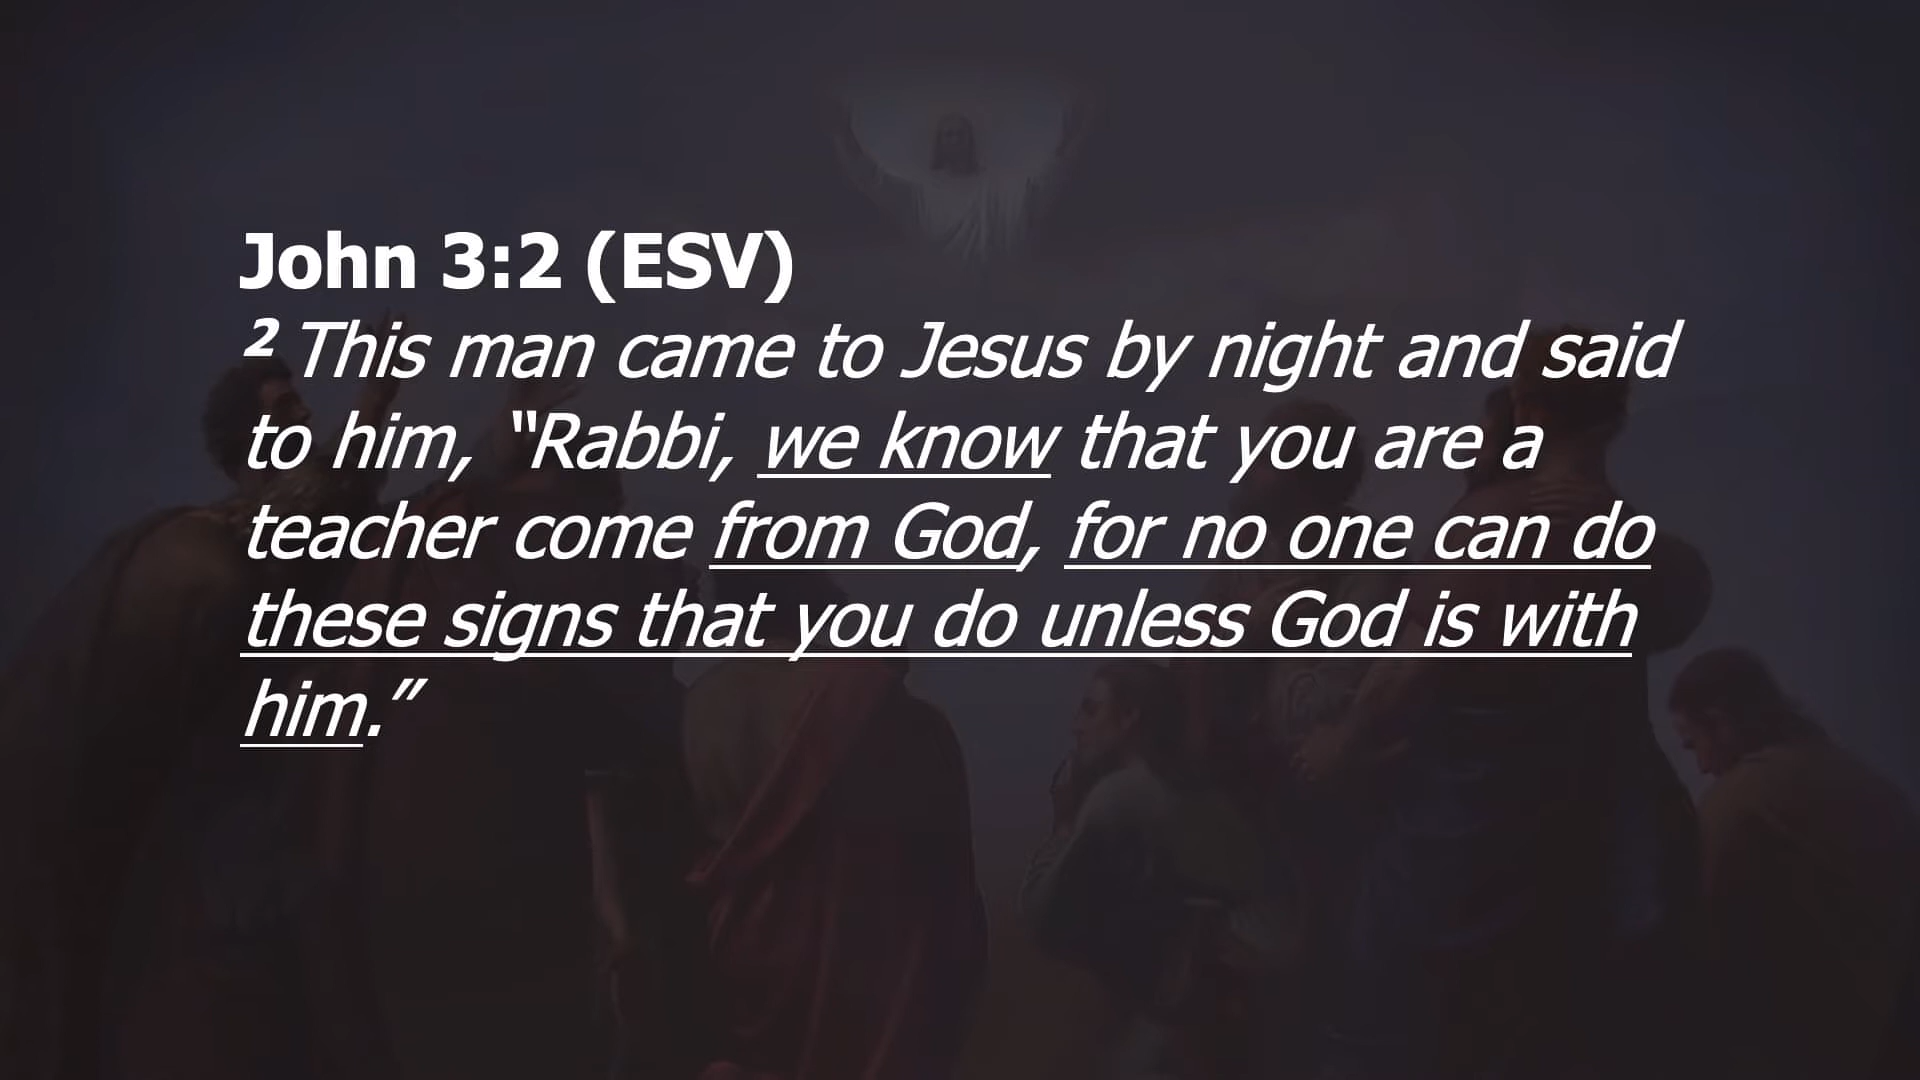 John 3:2 (ESV)
² This man came to Jesus by night and said
to him, “Rabbi, we know that you are a
teacher come from God, for no one can do
these signs that you do unless God is with
him.”